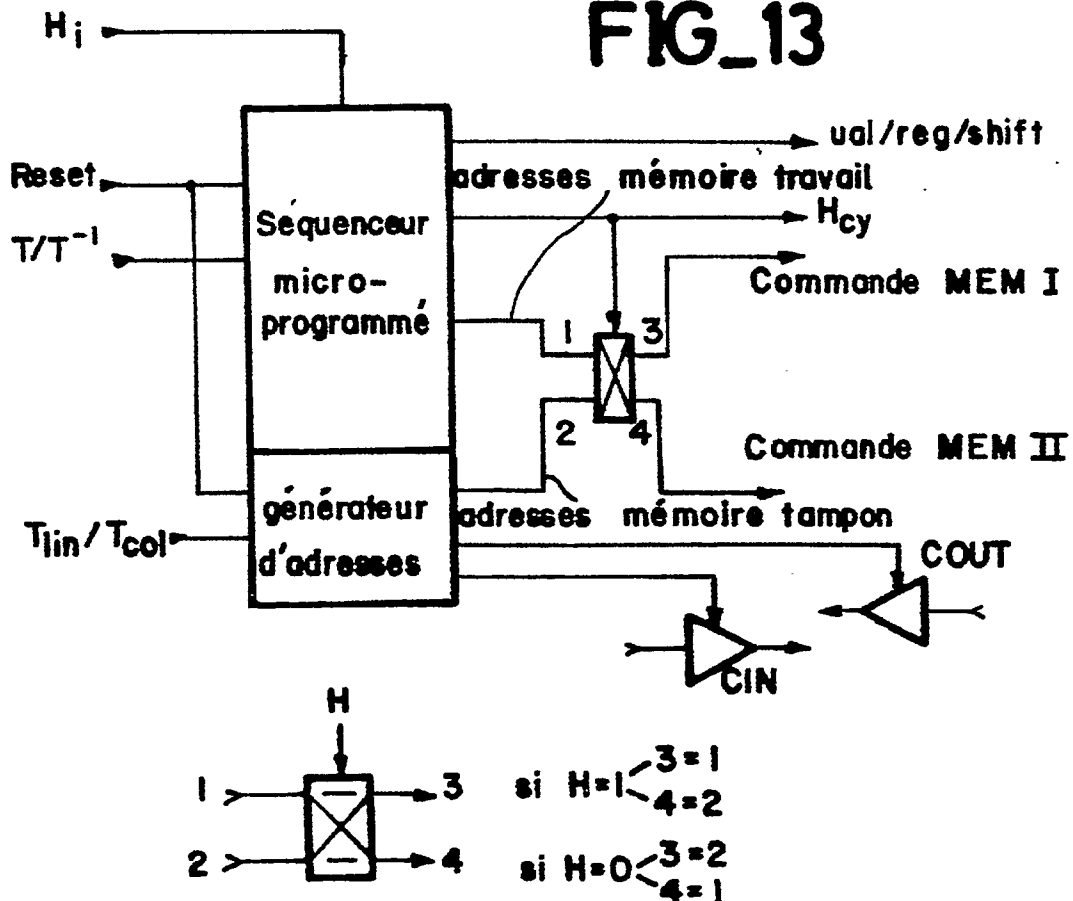 FIG_13
Hi
ual/reg/shift
Reset
adresses mémoire travail
Séquenceur
Hcy
T/T⁻¹
micro-
Commande MEM I
programmé
1
3
2
4
Commande MEM II
générateur
adresses mémoire tampon
Tlin/Tcol
d'adresses
COUT
CIN
H
1
3
si H=1
3=1
4=2
2
4
si H=0
3=2
4=1